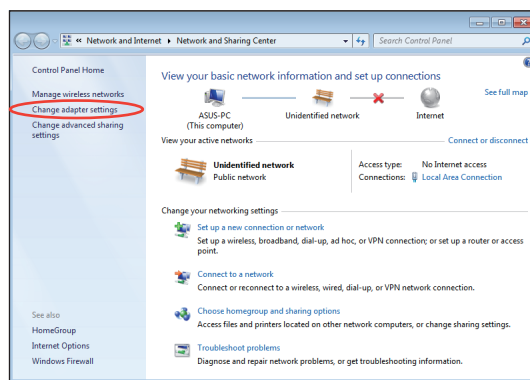 « Network and Internet ▸ Network and Sharing Center
Search Control Panel
Control Panel Home
Manage wireless networks
Change adapter settings
Change advanced sharing
settings
See also
HomeGroup
Internet Options
Windows Firewall
View your basic network information and set up connections
See full map
ASUS-PC
(This computer)
Unidentified network
Internet
View your active networks
Connect or disconnect
Unidentified network
Public network
Access type: No Internet access
Connections: Local Area Connection
Change your networking settings
Set up a new connection or network
Set up a wireless, broadband, dial-up, ad hoc, or VPN connection; or set up a router or access
point.
Connect to a network
Connect or reconnect to a wireless, wired, dial-up, or VPN network connection.
Choose homegroup and sharing options
Access files and printers located on other network computers, or change sharing settings.
Troubleshoot problems
Diagnose and repair network problems, or get troubleshooting information.